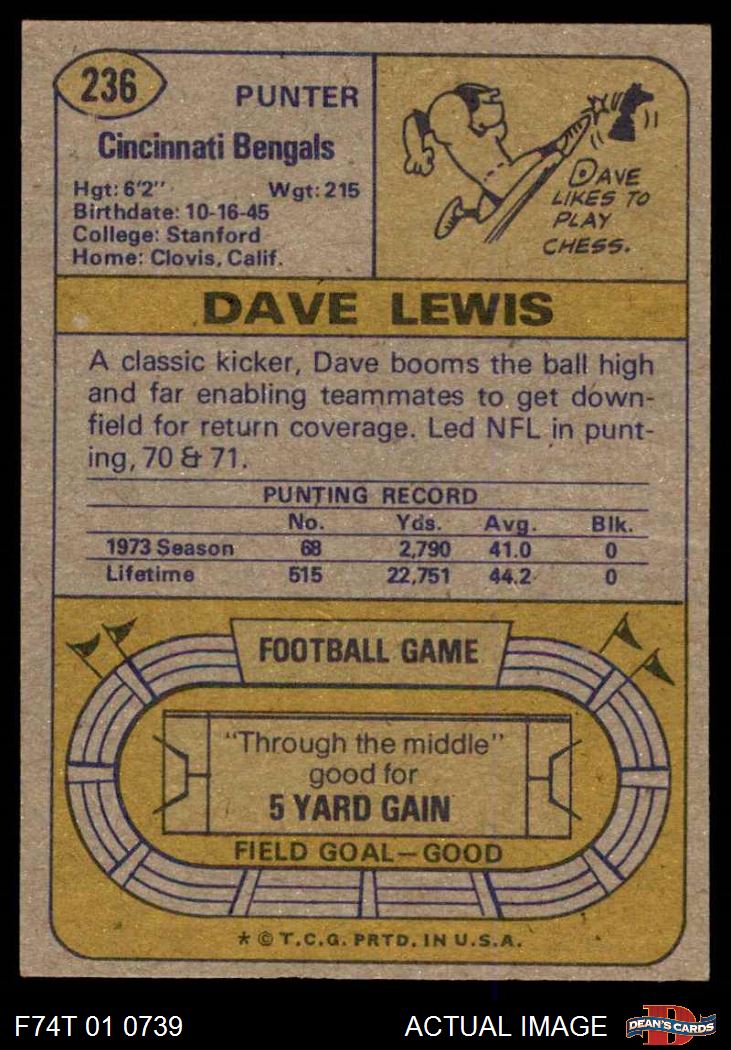 236
PUNTER
Cincinnati Bengals
Hgt: 6'2" Wgt: 215
Birthdate: 10-16-45
College: Stanford
Home: Clovis, Calif.
DAVE
LIKES TO
PLAY
CHESS.
DAVE LEWIS
A classic kicker, Dave booms the ball high
and far enabling teammates to get down-
field for return coverage. Led NFL in punt-
ing, 70 & 71.
PUNTING RECORD
No. Yds. Avg. Blk.
1973 Season 68 2,790 41.0 0
Lifetime 515 22,751 44.2 0
FOOTBALL GAME
"Through the middle"
good for
5 YARD GAIN
FIELD GOAL—GOOD
* © T.C.G. PRTD. IN U.S.A.
F74T 01 0739 ACTUAL IMAGE
D
DEAN'S CARDS